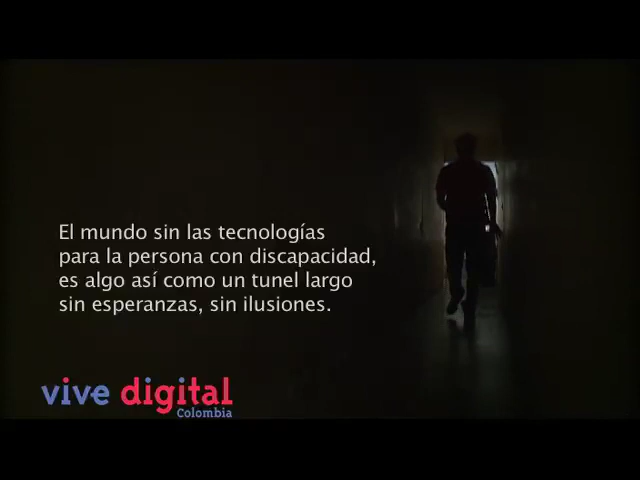 El mundo sin las tecnologías
para la persona con discapacidad,
es algo así como un tunel largo
sin esperanzas, sin ilusiones.
vive digital
Colombia